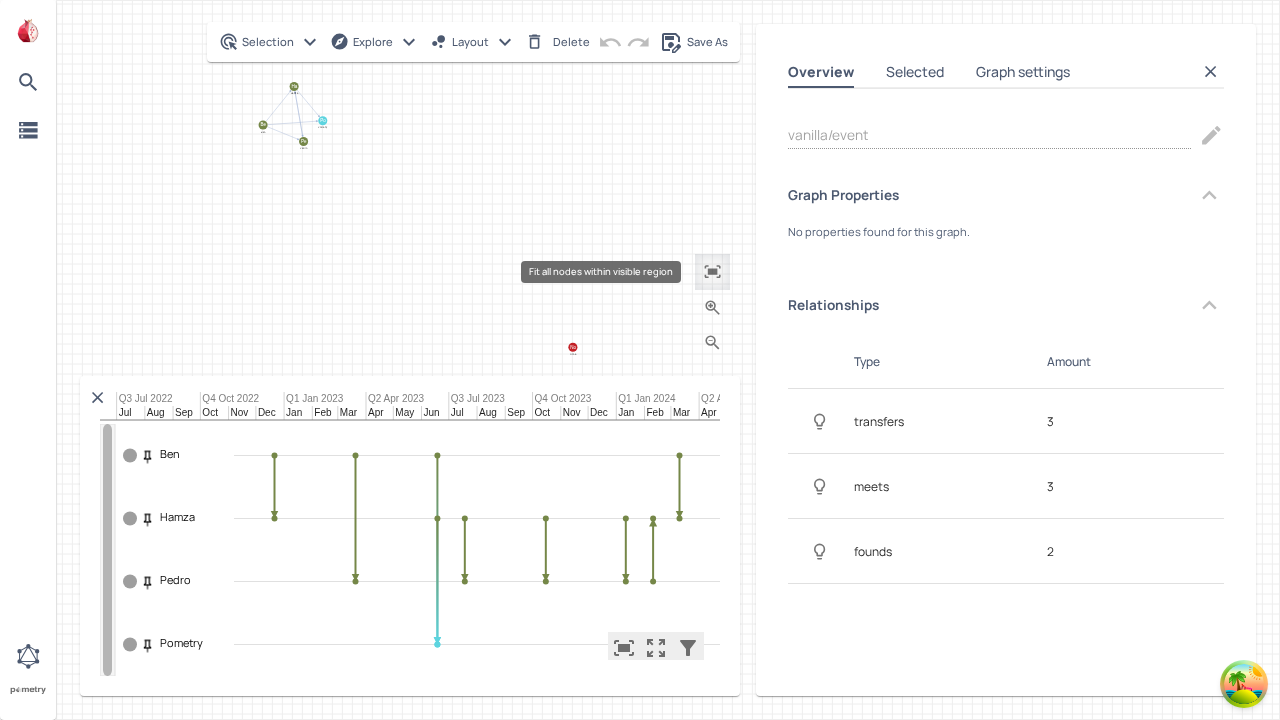 Selection
Explore
Layout
Delete
Save As
Overview
Selected
Graph settings
vanilla/event
Graph Properties
No properties found for this graph.
Fit all nodes within visible region
Relationships
Type Amount
transfers 3
meets 3
founds 2
Q3 Jul 2022 Q4 Oct 2022 Q1 Jan 2023 Q2 Apr 2023 Q3 Jul 2023 Q4 Oct 2023 Q1 Jan 2024 Q2 A
Jul Aug Sep Oct Nov Dec Jan Feb Mar Apr May Jun Jul Aug Sep Oct Nov Dec Jan Feb Mar Apr
Ben
Hamza
Pedro
Pometry
pometry